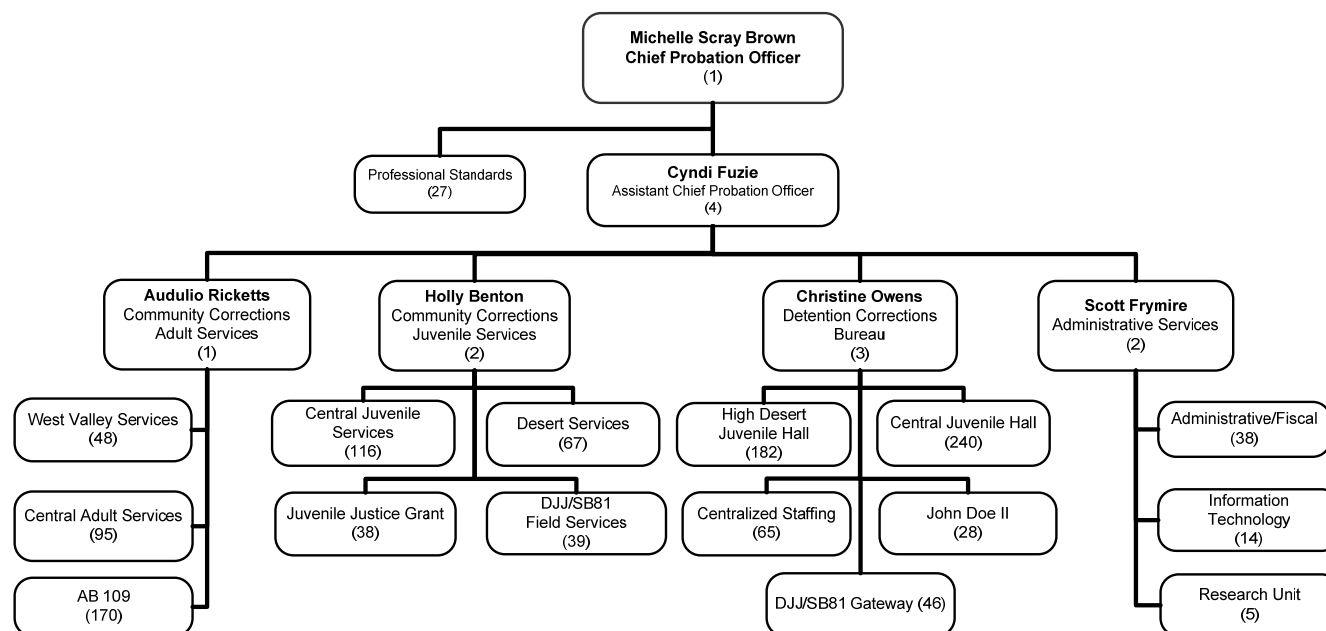 Michelle Scray Brown
Chief Probation Officer
(1)
Professional Standards
(27)
Cyndi Fuzie
Assistant Chief Probation Officer
(4)
Audulio Ricketts
Community Corrections
Adult Services
(1)
Holly Benton
Community Corrections
Juvenile Services
(2)
Christine Owens
Detention Corrections
Bureau
(3)
Scott Frymire
Administrative Services
(2)
West Valley Services
(48)
Central Adult Services
(95)
AB 109
(170)
Central Juvenile
Services
(116)
Desert Services
(67)
Juvenile Justice Grant
(38)
DJJ/SB81
Field Services
(39)
High Desert
Juvenile Hall
(182)
Central Juvenile Hall
(240)
Centralized Staffing
(65)
John Doe II
(28)
DJJ/SB81 Gateway (46)
Administrative/Fiscal
(38)
Information
Technology
(14)
Research Unit
(5)